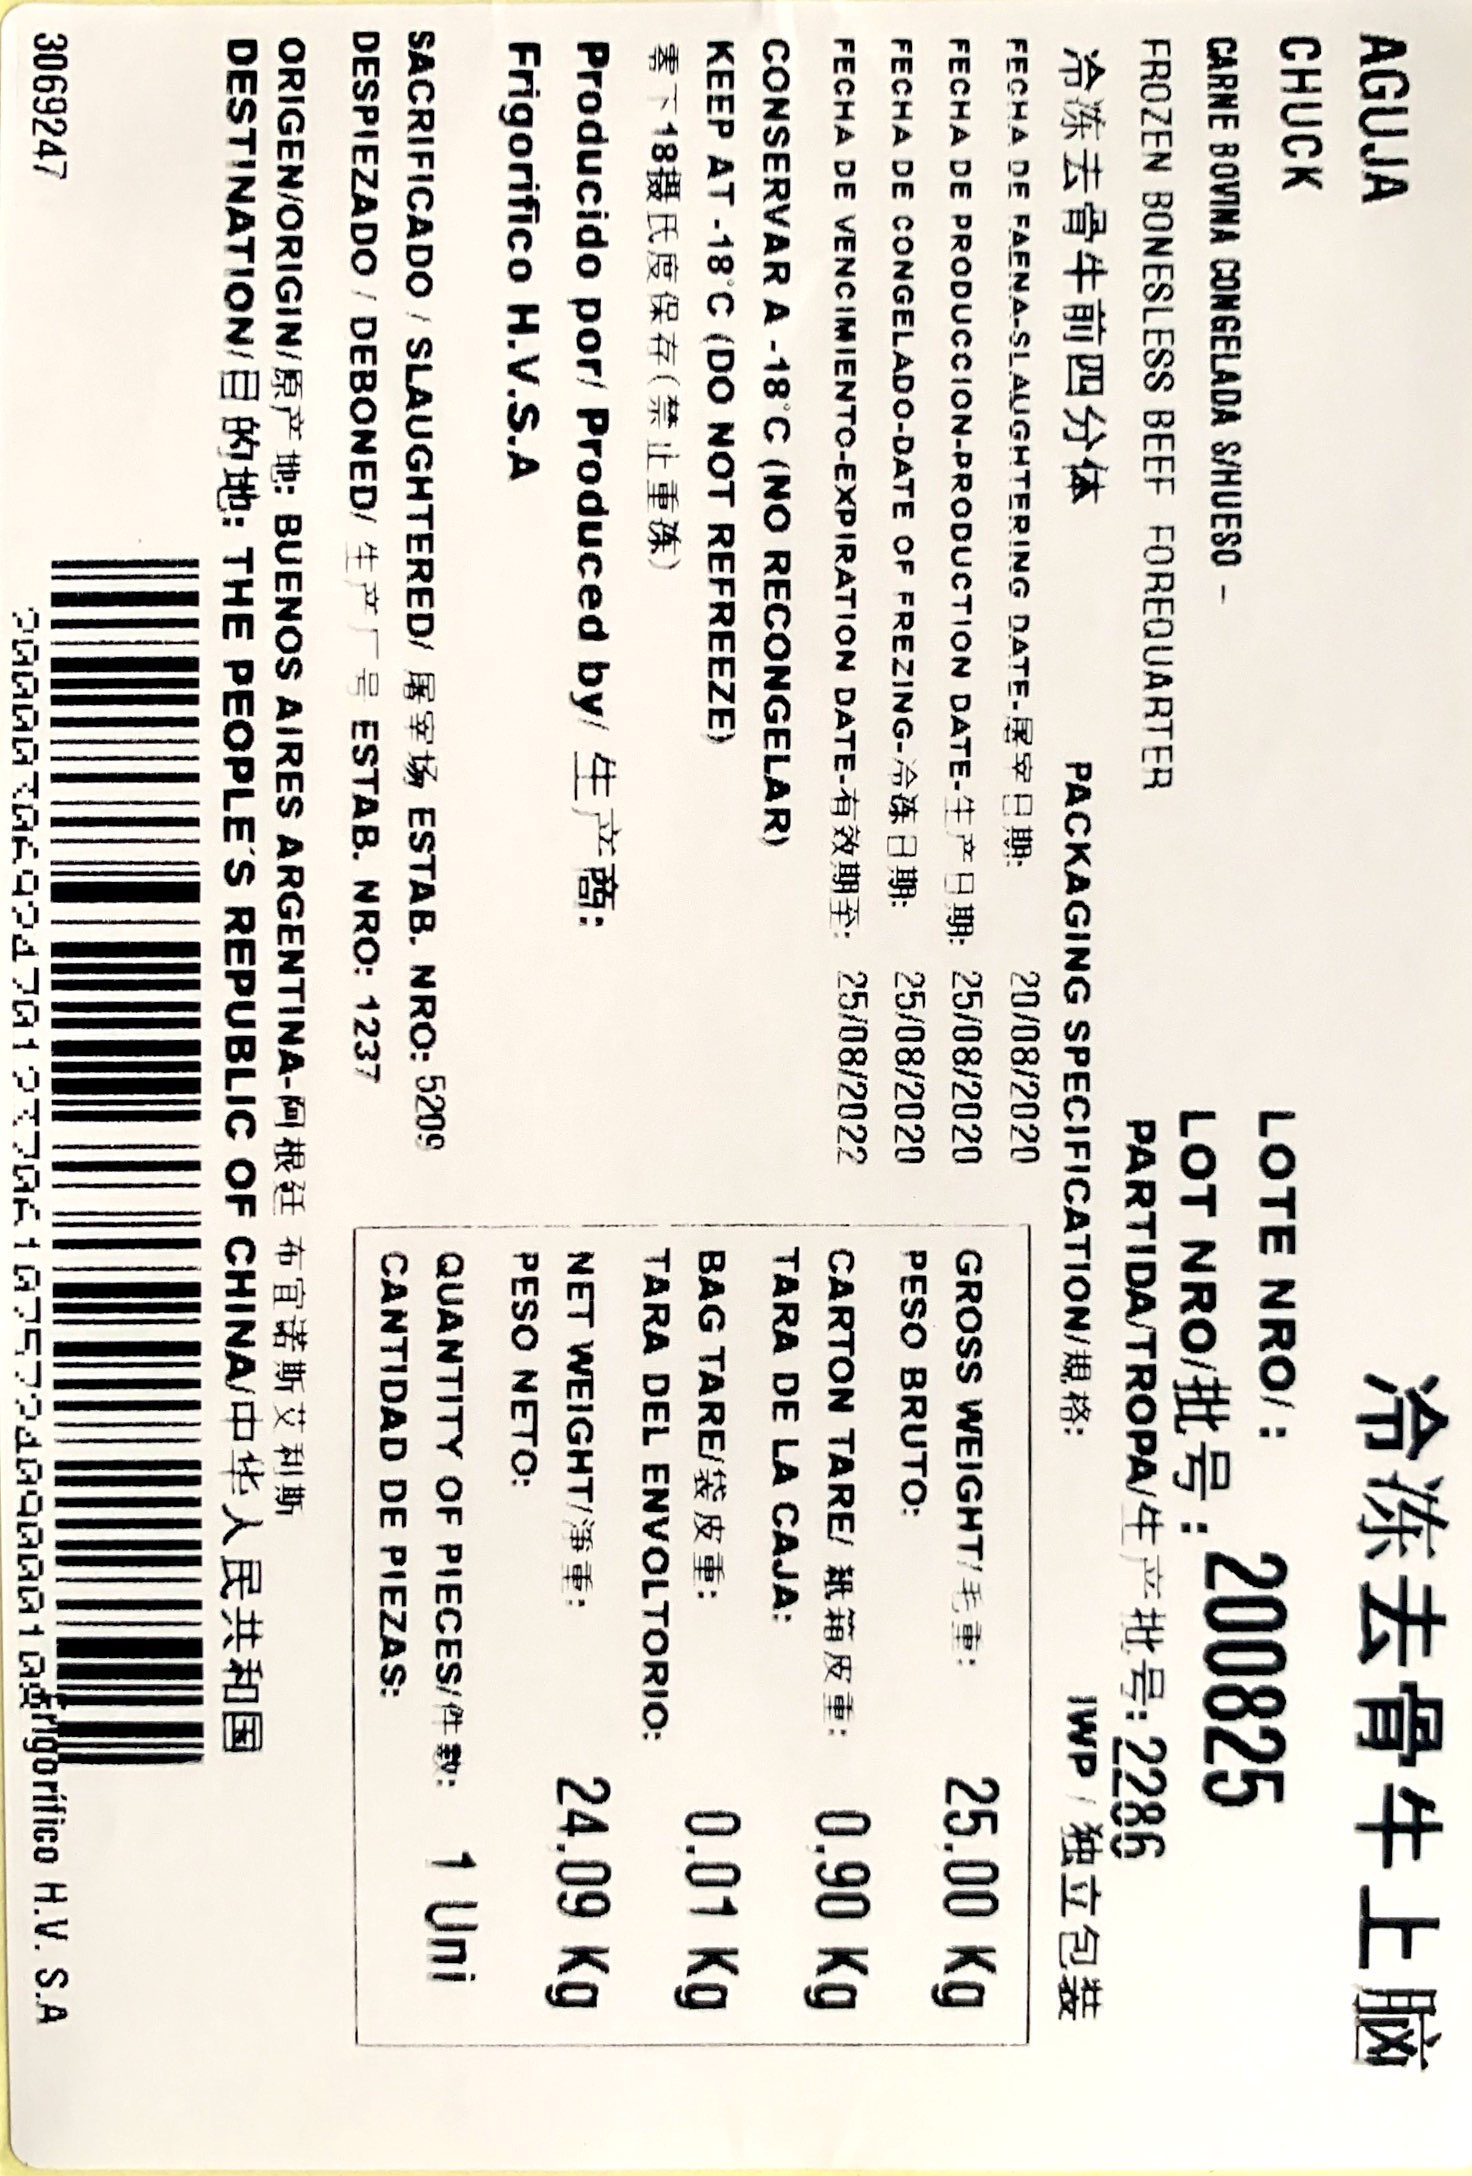 AGUJA
CHUCK
冷冻去骨牛上脑
CARNE BOVINA CONGELADA S/HUESO -
FROZEN BONESLESS BEEF FOREQUARTER
冷冻去骨牛前四分体
LOTE NRO/ :
LOT NRO/批号 : 200825
PARTIDA/TROPA/生产批号: 2286
PACKAGING SPECIFICATION/規格: IWP / 独立包装
FECHA DE FAENA-SLAUGHTERING DATE-屠宰日期: 20/08/2020
FECHA DE PRODUCCION-PRODUCTION DATE-生产日期: 25/08/2020
FECHA DE CONGELADO-DATE OF FREZING-冷冻日期: 25/08/2020
FECHA DE VENCIMIENTO-EXPIRATION DATE-有效期至: 25/08/2022
CONSERVAR A -18°C (NO RECONGELAR)
KEEP AT -18°C (DO NOT REFREEZE)
零下18摄氏度保存(禁止重冻)
Producido por/ Produced by/ 生产商:
Frigorifico H.V.S.A
SACRIFICADO / SLAUGHTERED/ 屠宰场 ESTAB. NRO: 5209
DESPIEZADO / DEBONED/ 生产厂号 ESTAB. NRO: 1237
GROSS WEIGHT/毛重: 25,00 Kg
PESO BRUTO:
CARTON TARE/ 紙箱皮重: 0,90 Kg
TARA DE LA CAJA:
BAG TARE/袋皮重: 0,01 Kg
TARA DEL ENVOLTORIO:
NET WEIGHT/淨重: 24,09 Kg
PESO NETO:
QUANTITY OF PIECES/件數: 1 Uni
CANTIDAD DE PIEZAS:
ORIGEN/ORIGIN/原产地: BUENOS AIRES ARGENTINA-阿根廷 布宜诺斯艾利斯
DESTINATION/目的地: THE PEOPLE´S REPUBLIC OF CHINA/中华人民共和国
30692247
Frigorífico H.V. S.A